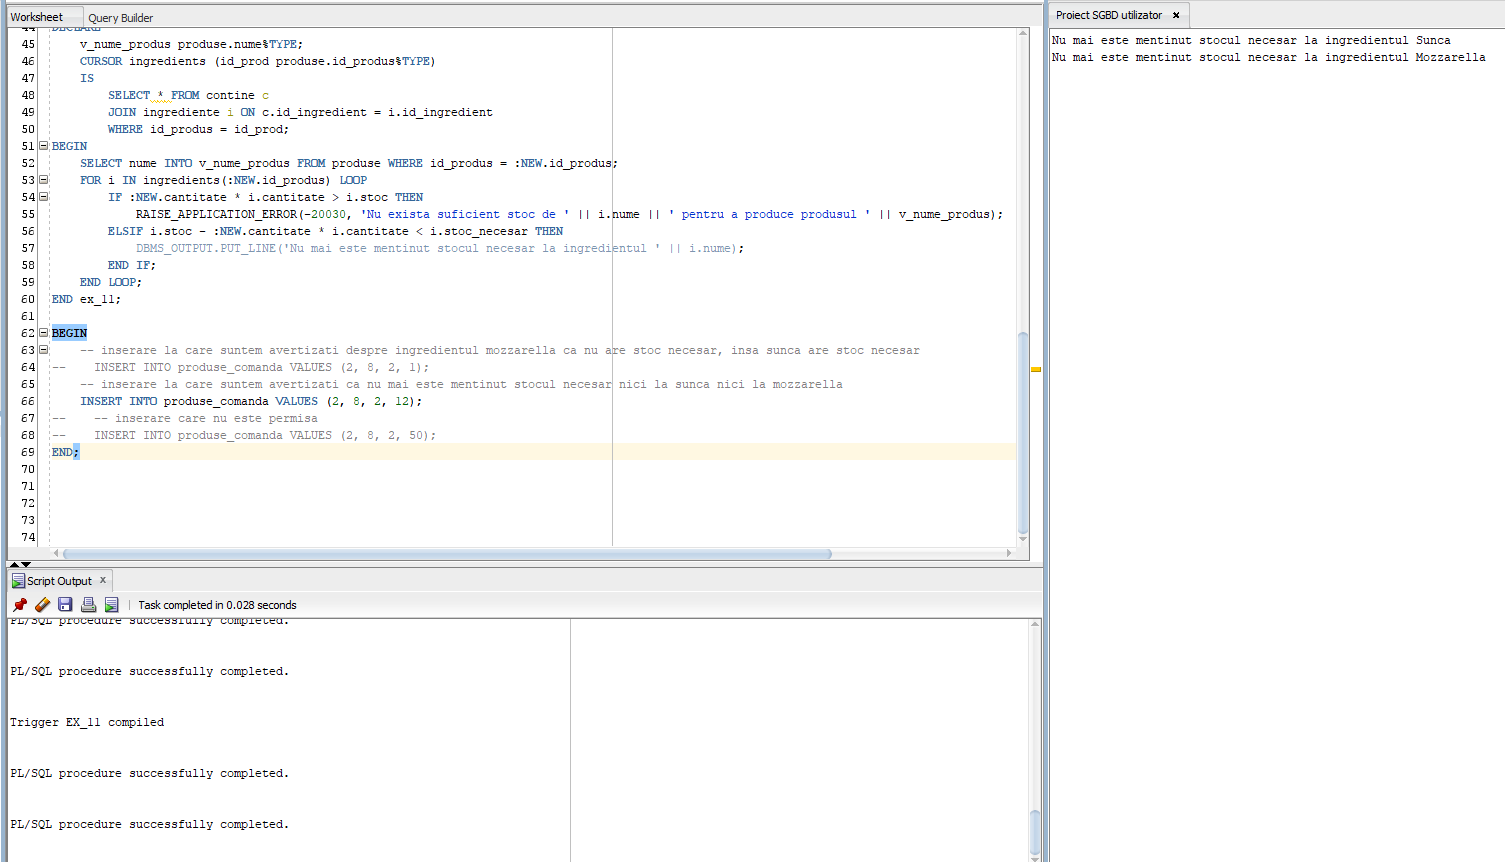 Worksheet Query Builder
44 DECLARE
45 v_nume_produs produse.nume%TYPE;
46 CURSOR ingredients (id_prod produse.id_produs%TYPE)
47 IS
48 SELECT * FROM contine c
49 JOIN ingrediente i ON c.id_ingredient = i.id_ingredient
50 WHERE id_produs = id_prod;
51 BEGIN
52 SELECT nume INTO v_nume_produs FROM produse WHERE id_produs = :NEW.id_produs;
53 FOR i IN ingredients(:NEW.id_produs) LOOP
54 IF :NEW.cantitate * i.cantitate > i.stoc THEN
55 RAISE_APPLICATION_ERROR(-20030, 'Nu exista suficient stoc de ' || i.nume || ' pentru a produce produsul ' || v_nume_produs);
56 ELSIF i.stoc - :NEW.cantitate * i.cantitate < i.stoc_necesar THEN
57 DBMS_OUTPUT.PUT_LINE('Nu mai este mentinut stocul necesar la ingredientul ' || i.nume);
58 END IF;
59 END LOOP;
60 END ex_11;
61
62 BEGIN
63 -- inserare la care suntem avertizati despre ingredientul mozzarella ca nu are stoc necesar, insa sunca are stoc necesar
64 -- INSERT INTO produse_comanda VALUES (2, 8, 2, 1);
65 -- inserare la care suntem avertizati ca nu mai este mentinut stocul necesar nici la sunca nici la mozzarella
66 INSERT INTO produse_comanda VALUES (2, 8, 2, 12);
67 -- -- inserare care nu este permisa
68 -- INSERT INTO produse_comanda VALUES (2, 8, 2, 50);
69 END;
70
71
72
73
74
Script Output x
Task completed in 0.028 seconds
PL/SQL procedure successfully completed.
PL/SQL procedure successfully completed.
Trigger EX_11 compiled
PL/SQL procedure successfully completed.
PL/SQL procedure successfully completed.
Proiect SGBD utilizator x
Nu mai este mentinut stocul necesar la ingredientul Sunca
Nu mai este mentinut stocul necesar la ingredientul Mozzarella